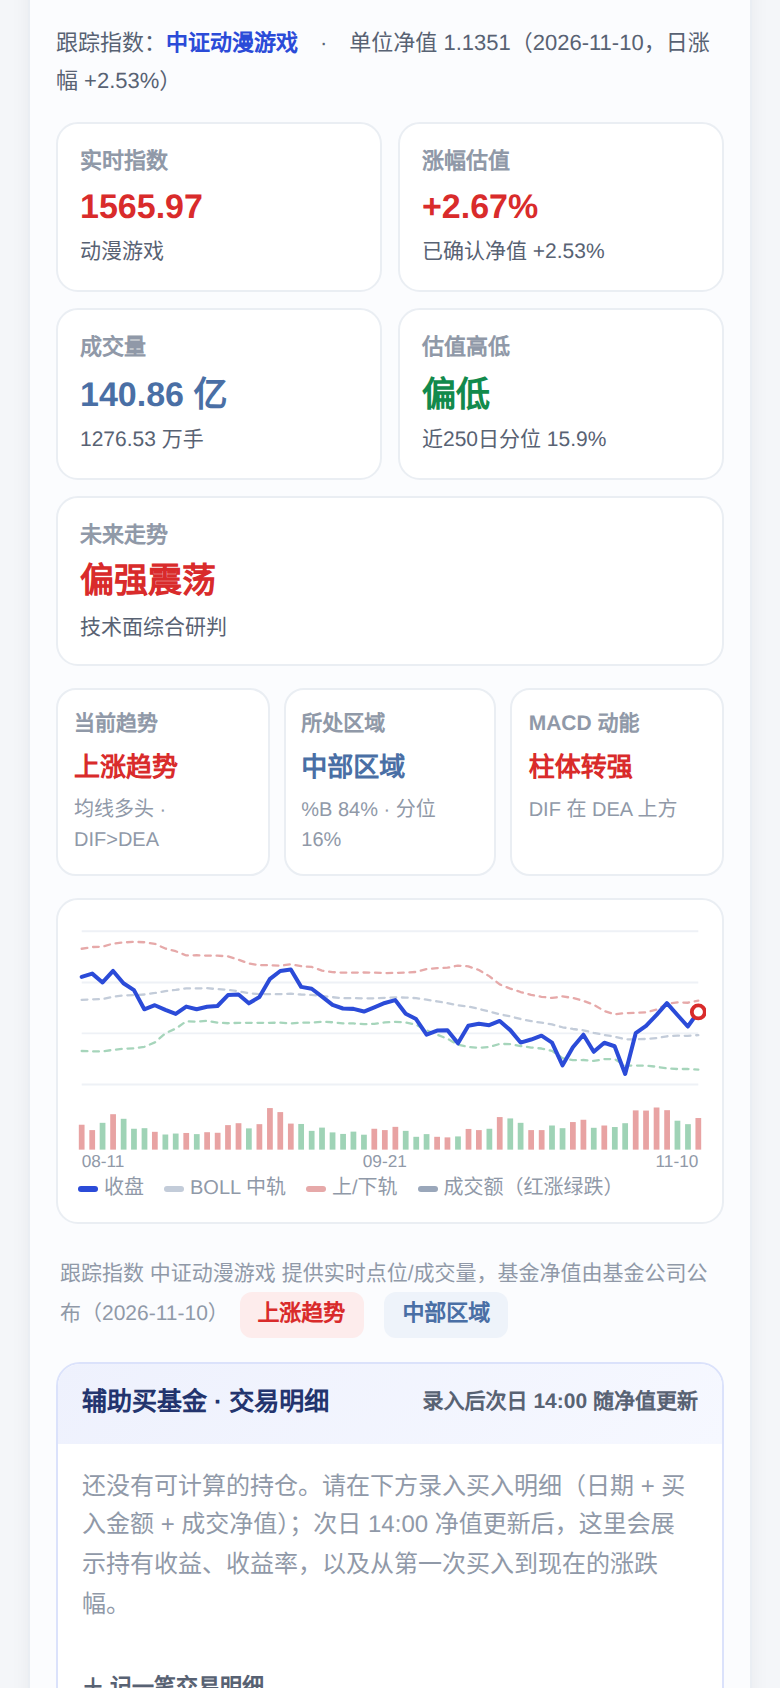 跟踪指数：中证动漫游戏 · 单位净值 1.1351（2026-11-10，日涨
幅 +2.53%）
实时指数
1565.97
动漫游戏
涨幅估值
+2.67%
已确认净值 +2.53%
成交量
140.86 亿
1276.53 万手
估值高低
偏低
近250日分位 15.9%
未来走势
偏强震荡
技术面综合研判
当前趋势
上涨趋势
均线多头 ·
DIF>DEA
所处区域
中部区域
%B 84% · 分位
16%
MACD 动能
柱体转强
DIF 在 DEA 上方
08-11 09-21 11-10
收盘 BOLL 中轨 上/下轨 成交额（红涨绿跌）
跟踪指数 中证动漫游戏 提供实时点位/成交量，基金净值由基金公司公
布（2026-11-10） 上涨趋势 中部区域
辅助买基金 · 交易明细 录入后次日 14:00 随净值更新
还没有可计算的持仓。请在下方录入买入明细（日期 + 买
入金额 + 成交净值）；次日 14:00 净值更新后，这里会展
示持有收益、收益率，以及从第一次买入到现在的涨跌
幅。
＋ 记一笔交易明细